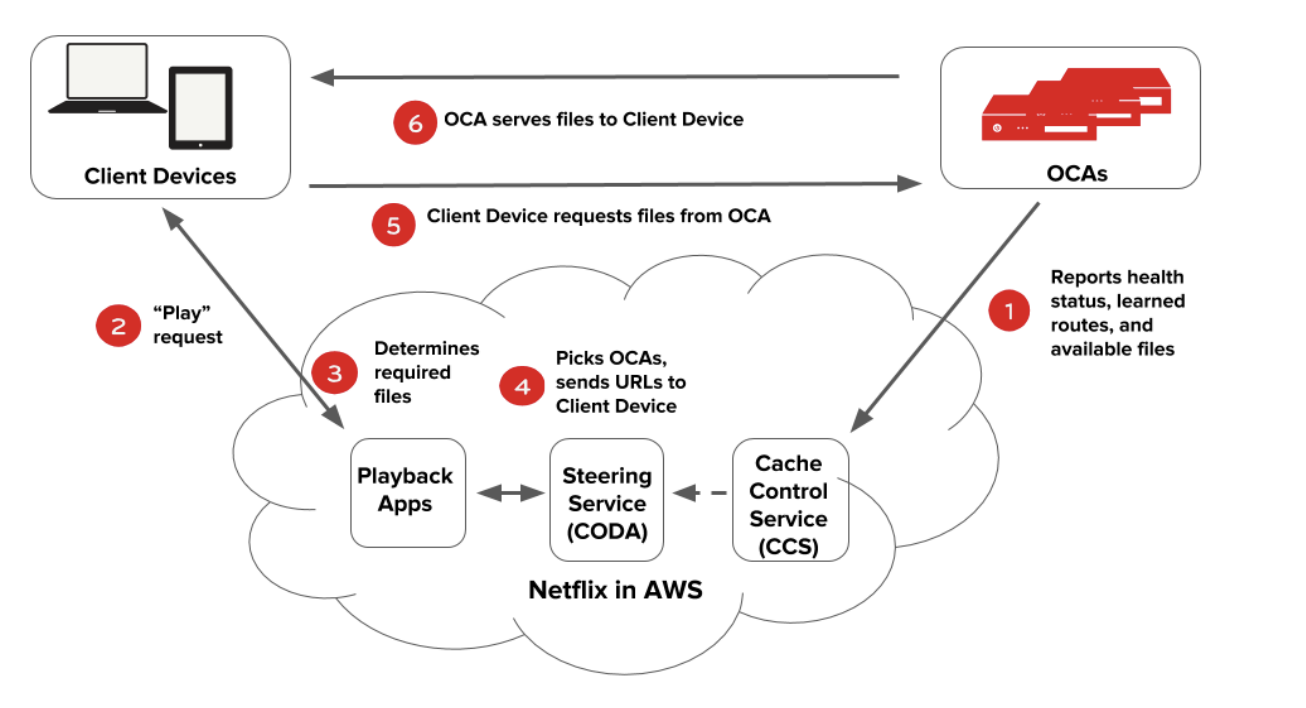 Client Devices
OCAs
6
OCA serves files to Client Device
5
Client Device requests files from OCA
1
Reports health
status, learned
routes, and
available files
2
“Play”
request
3
Determines
required
files
4
Picks OCAs,
sends URLs to
Client Device
Playback
Apps
Steering
Service
(CODA)
Cache
Control
Service
(CCS)
Netflix in AWS